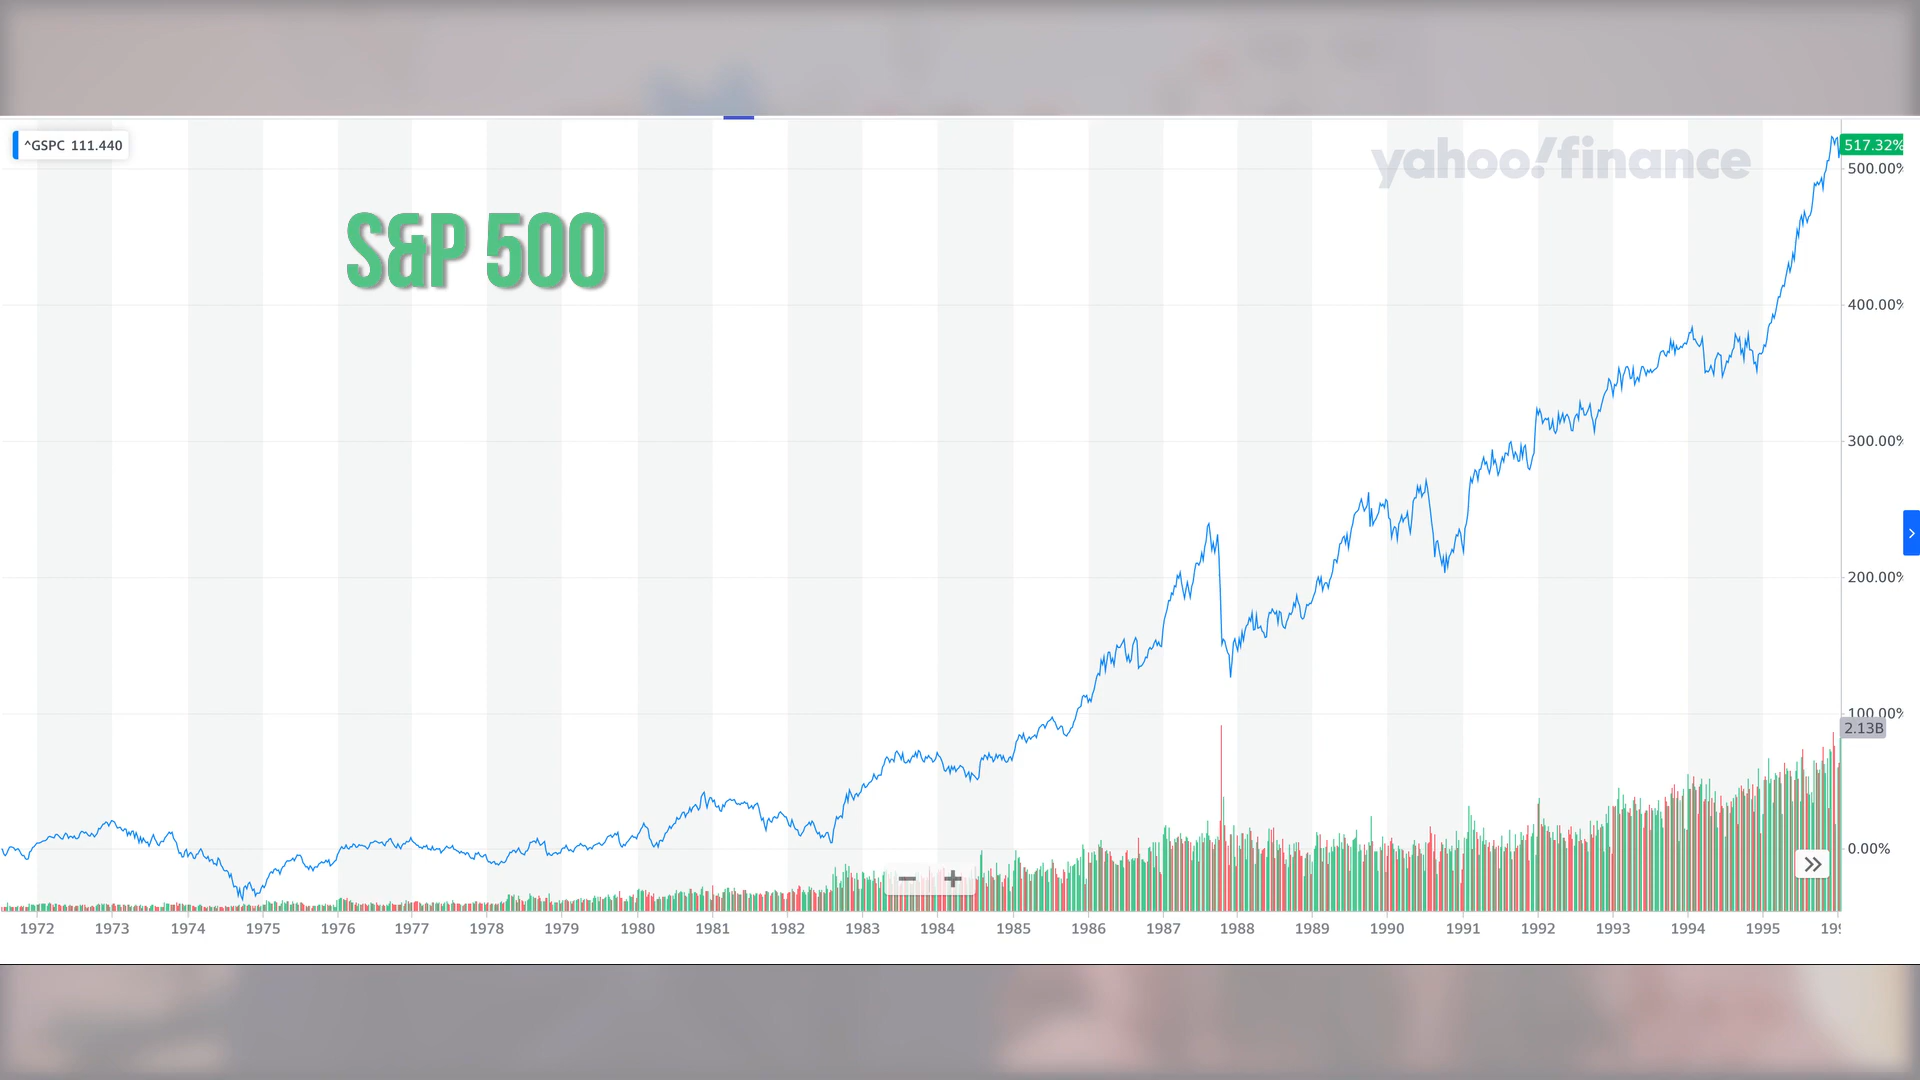 ^GSPC 111.440
yahoo!finance
517.32%
500.00%
S&P 500
400.00%
300.00%
200.00%
100.00%
2.13B
0.00%
1972 1973 1974 1975 1976 1977 1978 1979 1980 1981 1982 1983 1984 1985 1986 1987 1988 1989 1990 1991 1992 1993 1994 1995